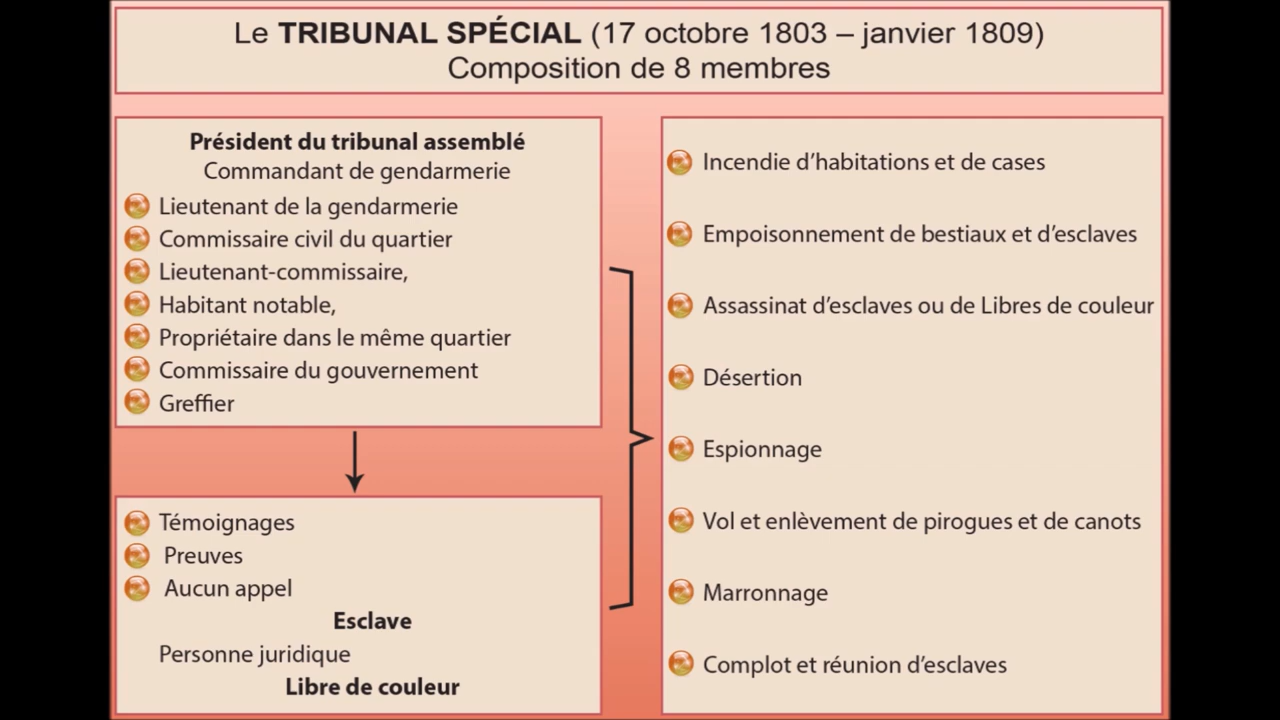 Le TRIBUNAL SPÉCIAL (17 octobre 1803 – janvier 1809)
Composition de 8 membres
Président du tribunal assemblé
Commandant de gendarmerie
Lieutenant de la gendarmerie
Commissaire civil du quartier
Lieutenant-commissaire,
Habitant notable,
Propriétaire dans le même quartier
Commissaire du gouvernement
Greffier
Témoignages
Preuves
Aucun appel
Esclave
Personne juridique
Libre de couleur
Incendie d’habitations et de cases
Empoisonnement de bestiaux et d’esclaves
Assassinat d’esclaves ou de Libres de couleur
Désertion
Espionnage
Vol et enlèvement de pirogues et de canots
Marronnage
Complot et réunion d’esclaves